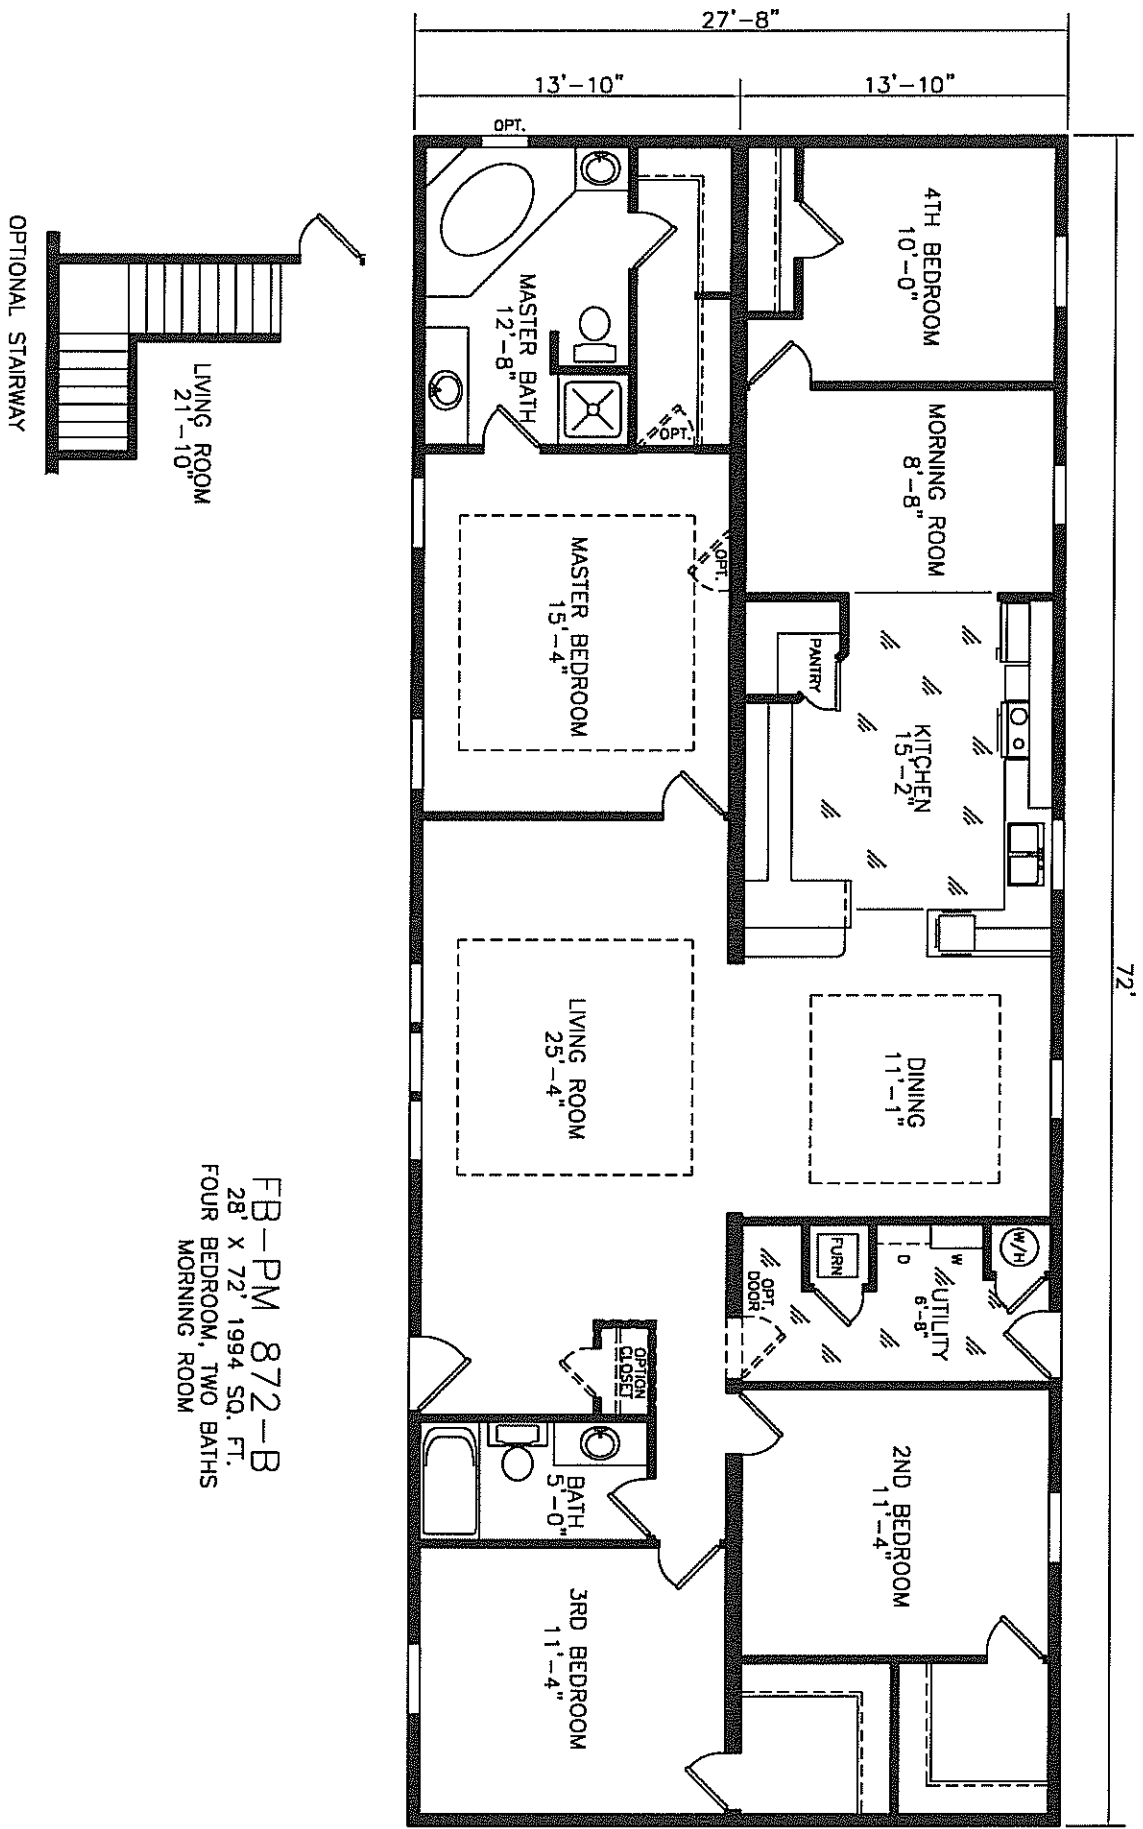 72'
27'-8"
13'-10"
13'-10"
4TH BEDROOM
10'-0"
MORNING ROOM
8'-8"
PANTRY
KITCHEN
15'-2"
DINING
11'-1"
W/H
W
D
FURN
UTILITY
6'-8"
OPT.
DOOR
2ND BEDROOM
11'-4"
OPT.
MASTER BATH
12'-8"
OPT.
OPT.
MASTER BEDROOM
15'-4"
LIVING ROOM
25'-4"
OPTION
CLOSET
BATH
5'-0"
3RD BEDROOM
11'-4"
LIVING ROOM
21'-10"
OPTIONAL STAIRWAY
FB-PM 872-B
28' X 72' 1994 SQ. FT.
FOUR BEDROOM, TWO BATHS
MORNING ROOM